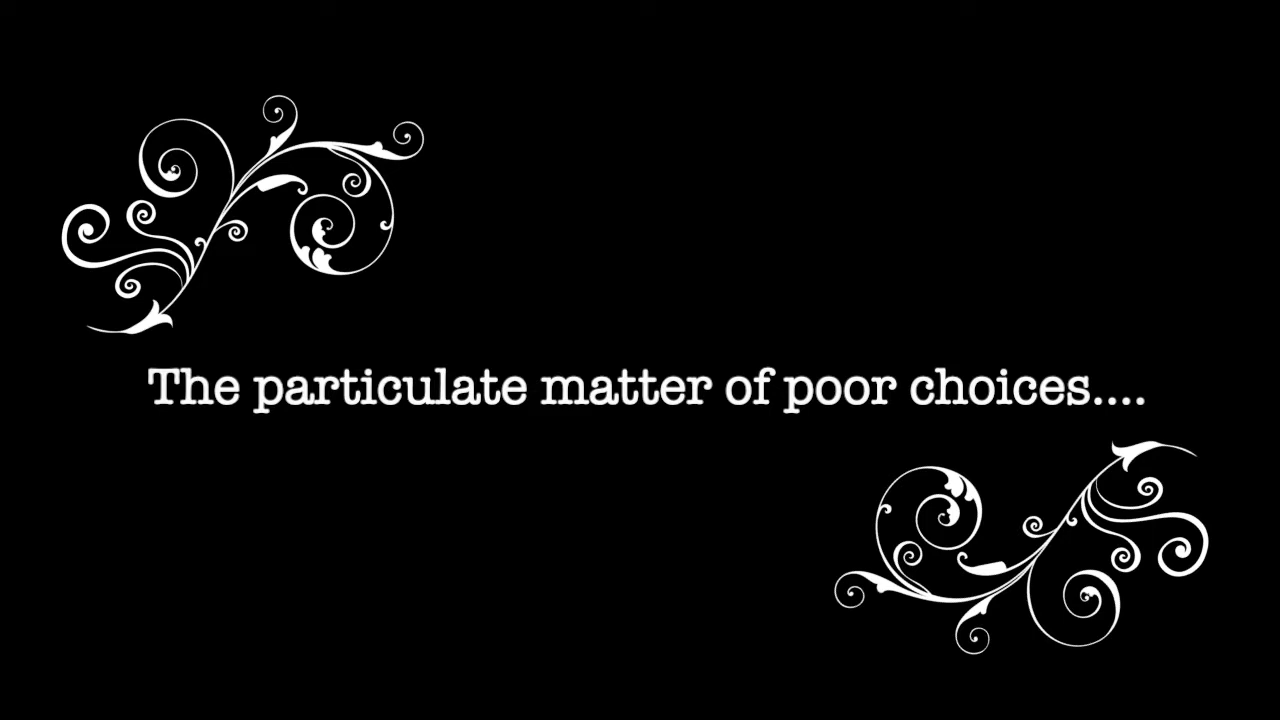 The particulate matter of poor choices....